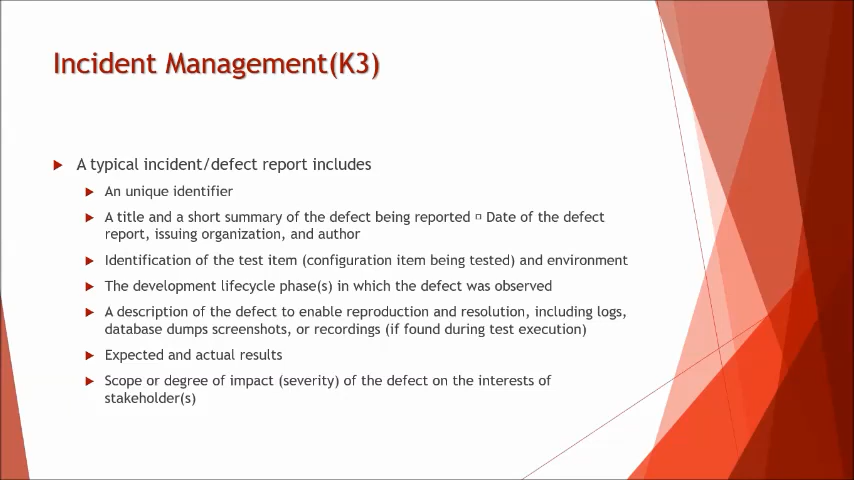 Incident Management(K3)
A typical incident/defect report includes
An unique identifier
A title and a short summary of the defect being reported ▫ Date of the defect
report, issuing organization, and author
Identification of the test item (configuration item being tested) and environment
The development lifecycle phase(s) in which the defect was observed
A description of the defect to enable reproduction and resolution, including logs,
database dumps screenshots, or recordings (if found during test execution)
Expected and actual results
Scope or degree of impact (severity) of the defect on the interests of
stakeholder(s)